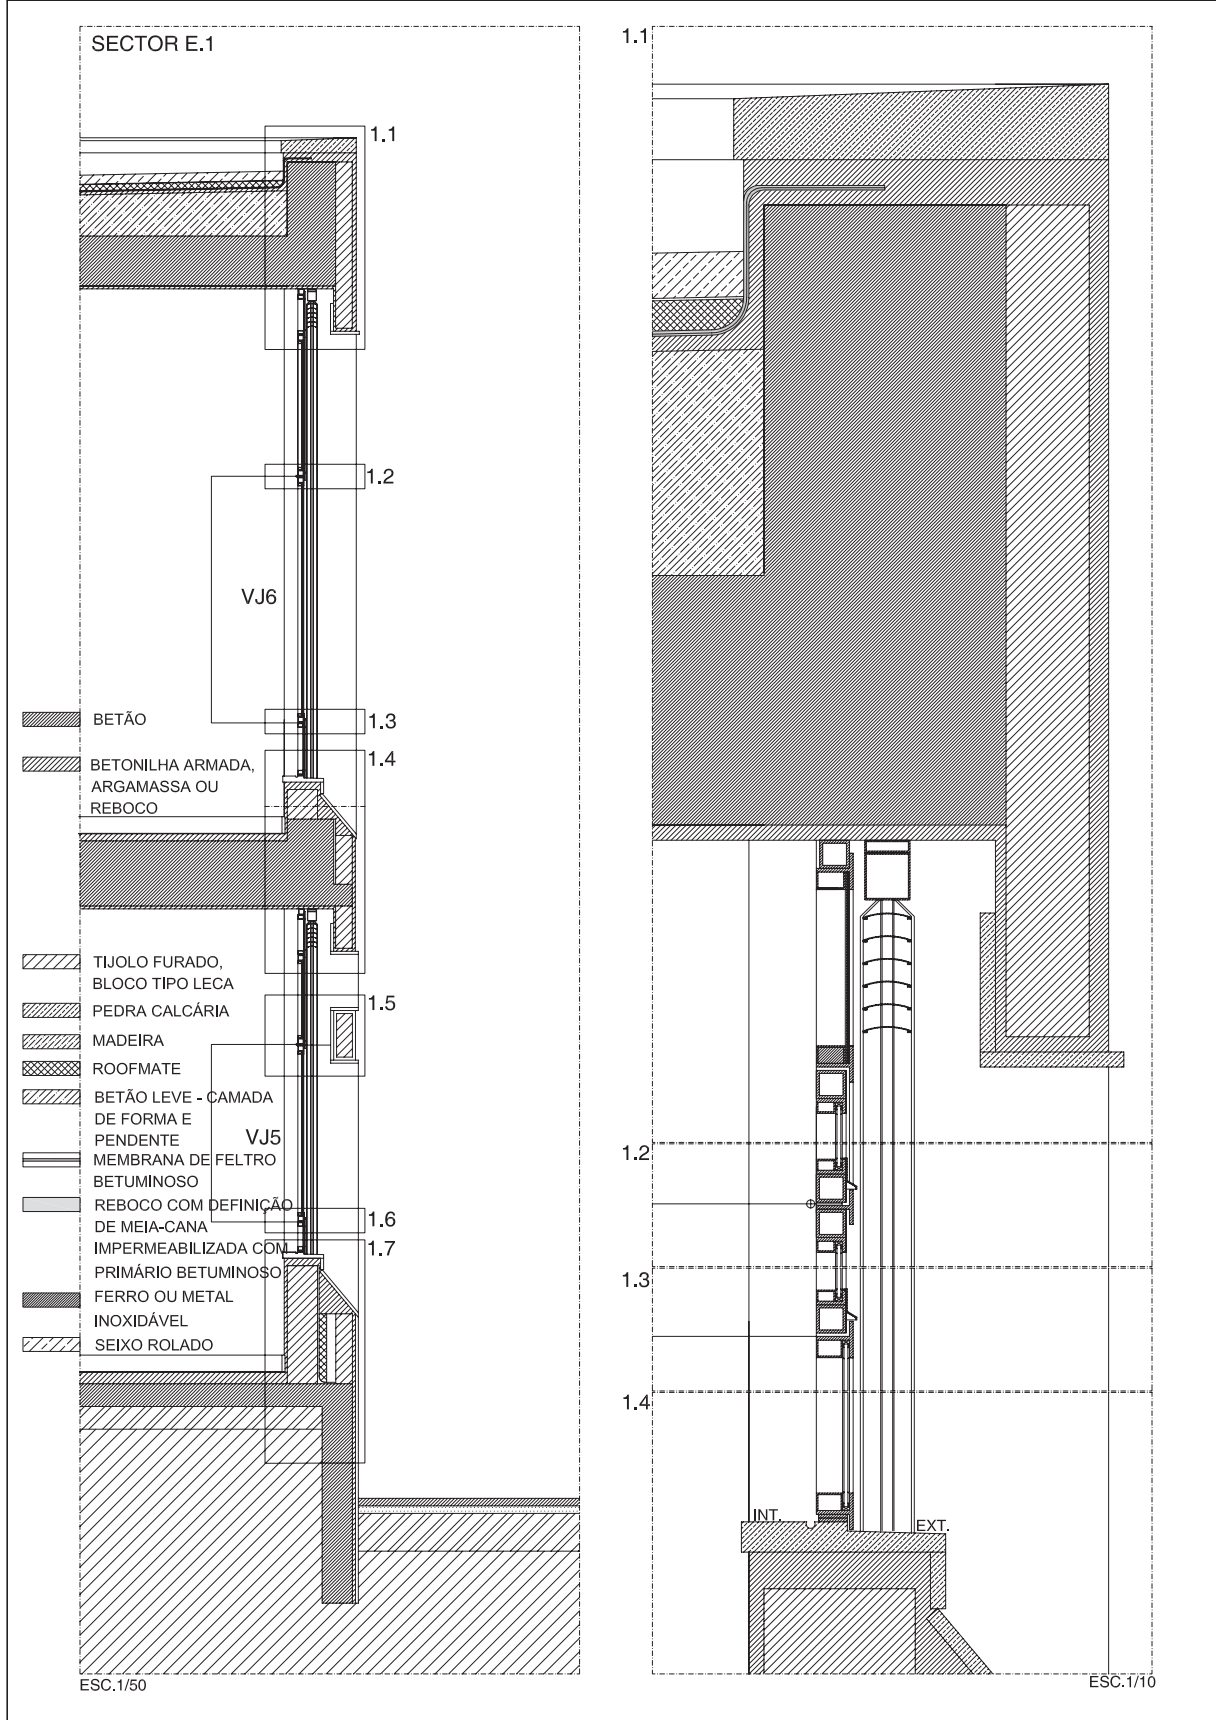 SECTOR E.1
1.1
1.2
VJ6
1.3
1.4
BETÃO
BETONILHA ARMADA,
ARGAMASSA OU
REBOCO
TIJOLO FURADO,
BLOCO TIPO LECA
PEDRA CALCÁRIA
MADEIRA
ROOFMATE
BETÃO LEVE - CAMADA
DE FORMA E
PENDENTE
MEMBRANA DE FELTRO
BETUMINOSO
REBOCO COM DEFINIÇÃO
DE MEIA-CANA
IMPERMEABILIZADA COM
PRIMÁRIO BETUMINOSO
FERRO OU METAL
INOXIDÁVEL
SEIXO ROLADO
1.5
VJ5
1.6
1.7
ESC.1/50
1.1
1.2
1.3
1.4
INT.
EXT.
ESC.1/10